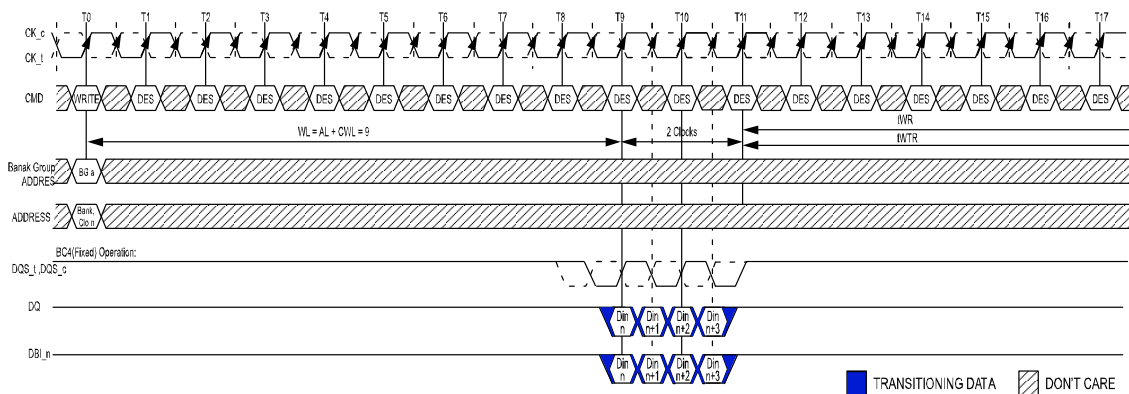 T0 T1 T2 T3 T4 T5 T6 T7 T8 T9 T10 T11 T12 T13 T14 T15 T16 T17
CK_c
CK_t
CMD WRITE DES DES DES DES DES DES DES DES DES DES DES DES DES DES DES DES DES
WL = AL + CWL = 9 2 Clocks tWR
tWTR
Banak Group
ADDRES
BG a
ADDRESS
Bank,
Clo n
BC4(Fixed) Operation:
DQS_t ,DQS_c
DQ
Din Din Din Din
n n+1 n+2 n+3
DBI_n
Din Din Din Din
n n+1 n+2 n+3
TRANSITIONING DATA DON'T CARE